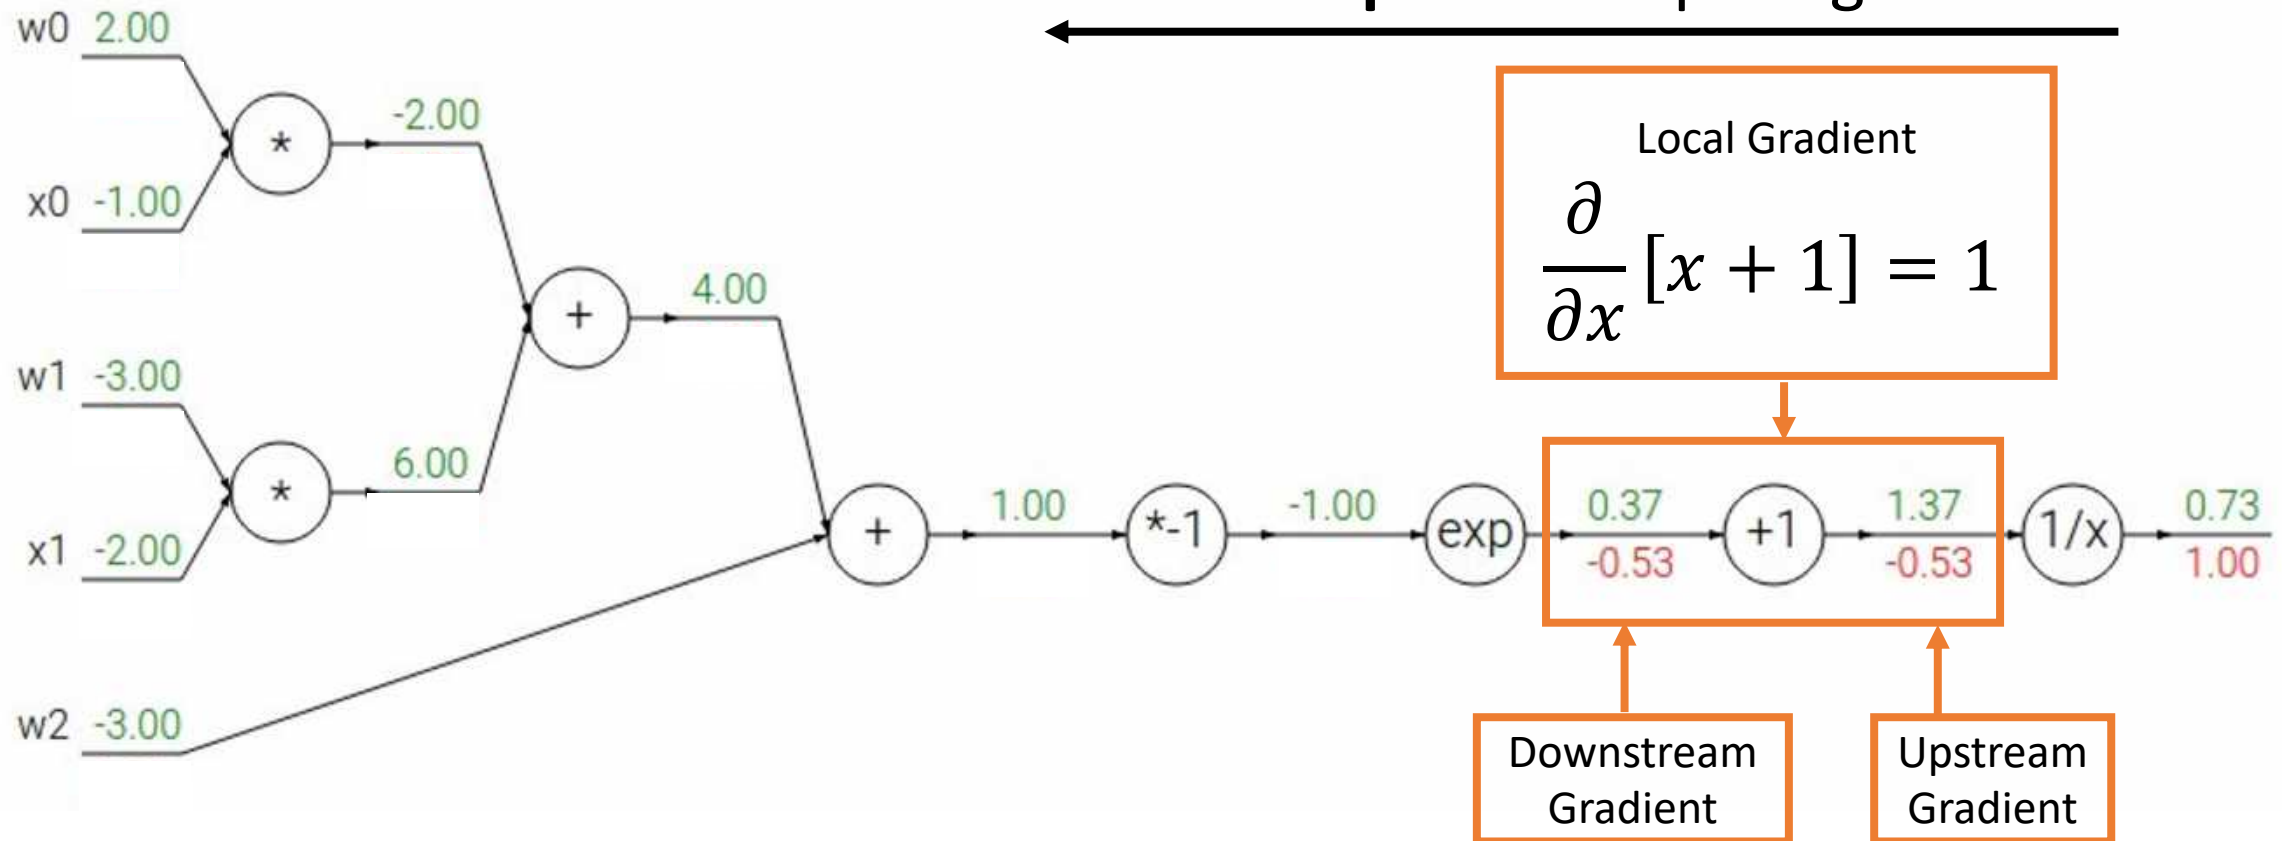 w0 2.00
*
-2.00
x0 -1.00
+
4.00
w1 -3.00
*
6.00
x1 -2.00
w2 -3.00
+
1.00
*-1
-1.00
exp
0.37
-0.53
+1
1.37
-0.53
1/x
0.73
1.00
Local Gradient
∂/∂x [x + 1] = 1
Downstream
Gradient
Upstream
Gradient